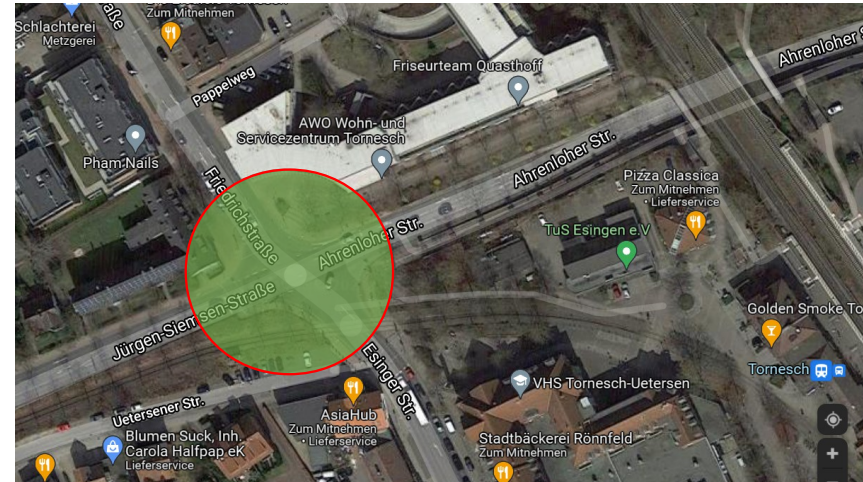 Zum Mitnehmen
Schlachterei
Metzgerei
Pappelweg
Friseurteam Quasthoff
Ahrenloher
AWO Wohn- und
Servicezentrum Tornesch
Pham Nails
Friedrichstraße
Ahrenloher Str.
Pizza Classica
Zum Mitnehmen
• Lieferservice
Ahrenloher Str.
TuS Esingen e.V
Jürgen-Siemsen-Straße
Golden Smoke To
Esinger Str.
Tornesch
VHS Tornesch-Uetersen
Uetersener Str.
AsiaHub
Zum Mitnehmen
• Lieferservice
Blumen Suck, Inh.
Carola Halfpap eK
Lieferservice
Stadtbäckerei Rönnfeld
Zum Mitnehmen